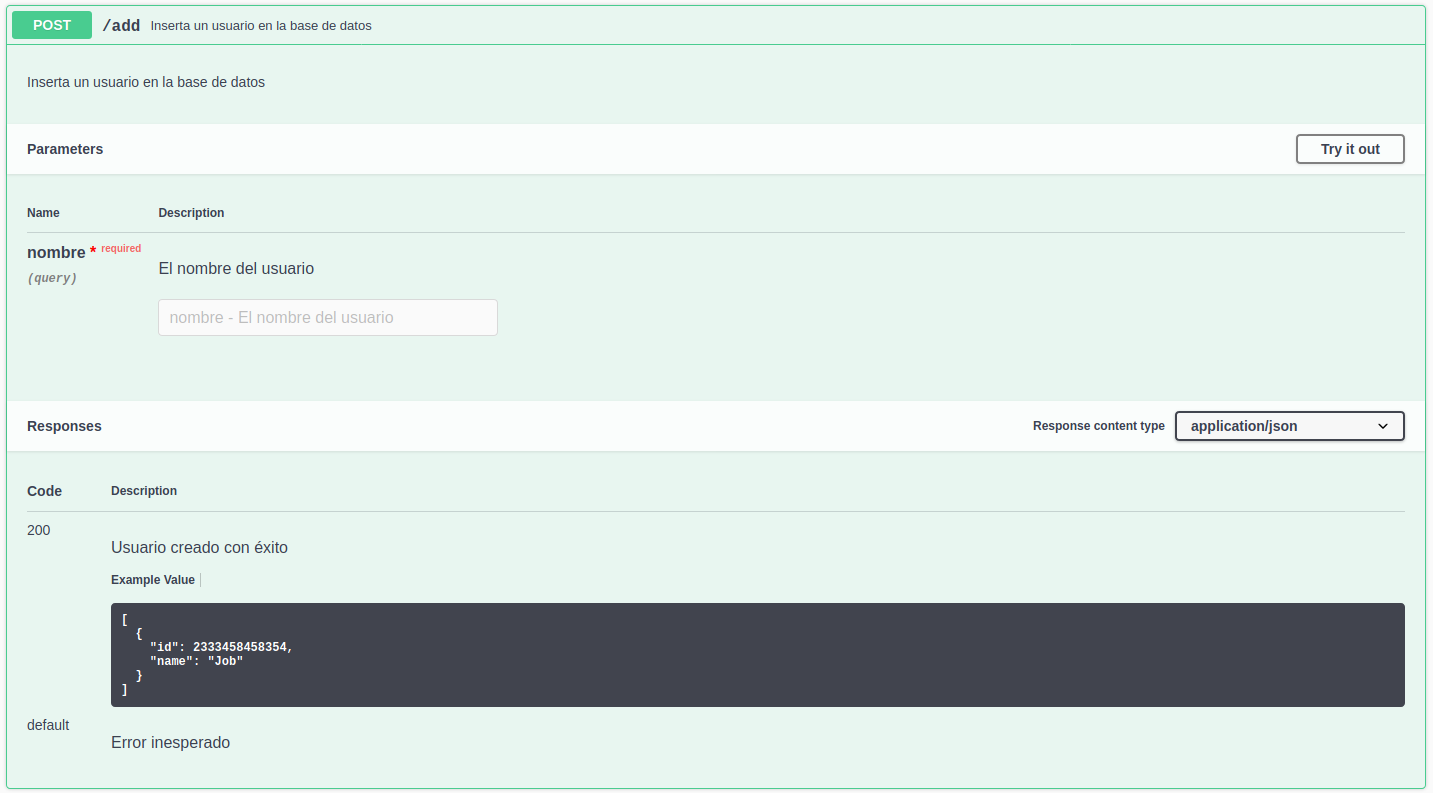 POST /add Inserta un usuario en la base de datos
Inserta un usuario en la base de datos
Parameters Try it out
Name Description
nombre * required
(query)
El nombre del usuario
nombre - El nombre del usuario
Responses Response content type application/json
Code Description
200
Usuario creado con éxito
Example Value
[
  {
    "id": 2333458458354,
    "name": "Job"
  }
]
default
Error inesperado